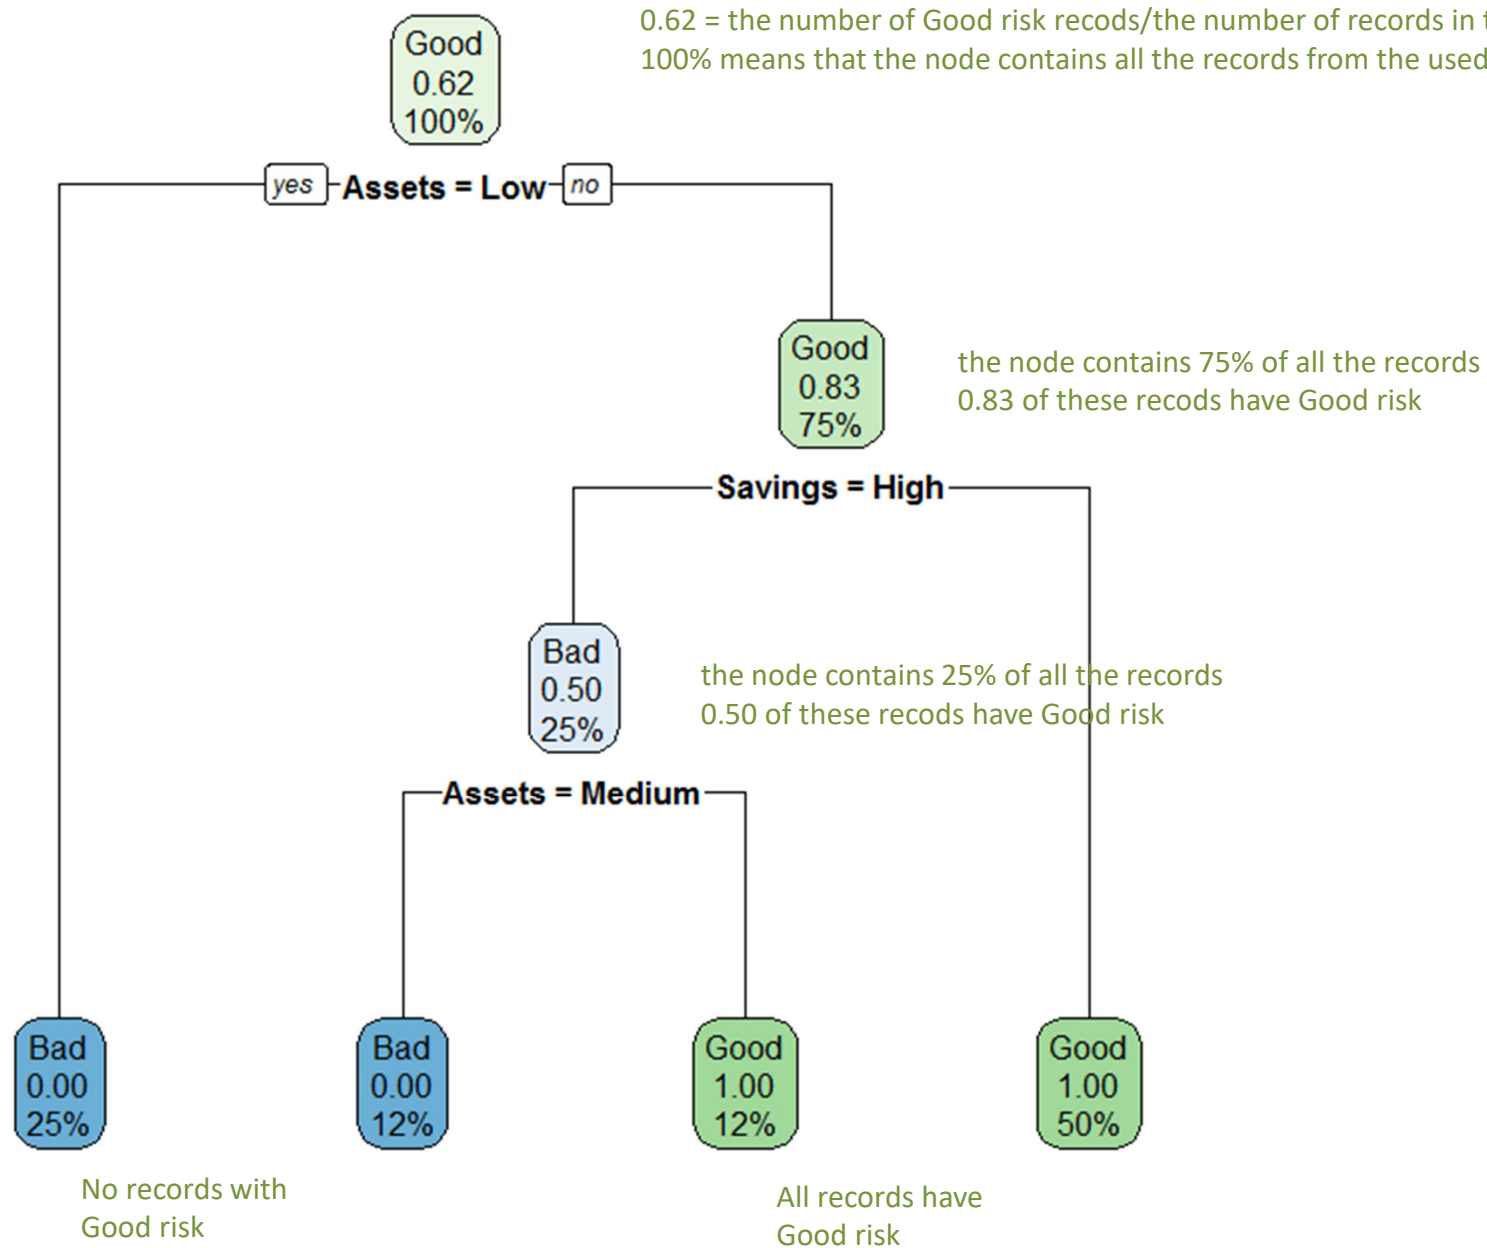 Good
0.62
100%
0.62 = the number of Good risk recods/the number of records in
100% means that the node contains all the records from the used
yes
Assets = Low
no
Good
0.83
75%
the node contains 75% of all the records
0.83 of these recods have Good risk
Savings = High
Bad
0.50
25%
the node contains 25% of all the records
0.50 of these recods have Good risk
Assets = Medium
Bad
0.00
25%
Bad
0.00
12%
Good
1.00
12%
Good
1.00
50%
No records with
Good risk
All records have
Good risk